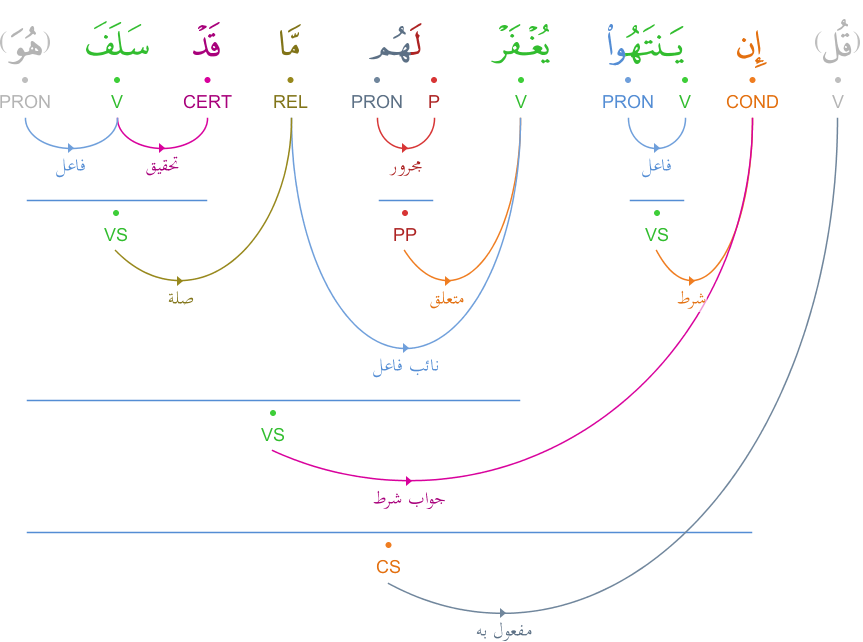 (قُل) إِن يَنتَهُوا۟ يُغْفَرْ لَهُم مَّا قَدْ سَلَفَ (هُوَ)
V COND V PRON V P PRON REL CERT V PRON
فاعل مجرور تحقيق فاعل
VS PP VS
شرط متعلق صلة
نائب فاعل
VS
جواب شرط
CS
مفعول به